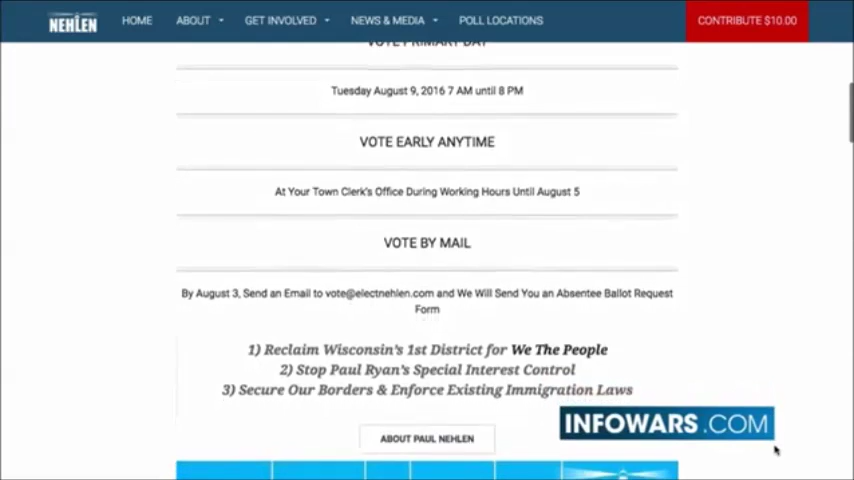 NEHLEN
HOME
ABOUT
GET INVOLVED
NEWS & MEDIA
POLL LOCATIONS
CONTRIBUTE $10.00
VOTE PRIMARY DAY
Tuesday August 9, 2016 7 AM until 8 PM
VOTE EARLY ANYTIME
At Your Town Clerk's Office During Working Hours Until August 5
VOTE BY MAIL
By August 3, Send an Email to vote@electnehlen.com and We Will Send You an Absentee Ballot Request
Form
1) Reclaim Wisconsin's 1st District for We The People
2) Stop Paul Ryan's Special Interest Control
3) Secure Our Borders & Enforce Existing Immigration Laws
INFOWARS.COM
ABOUT PAUL NEHLEN